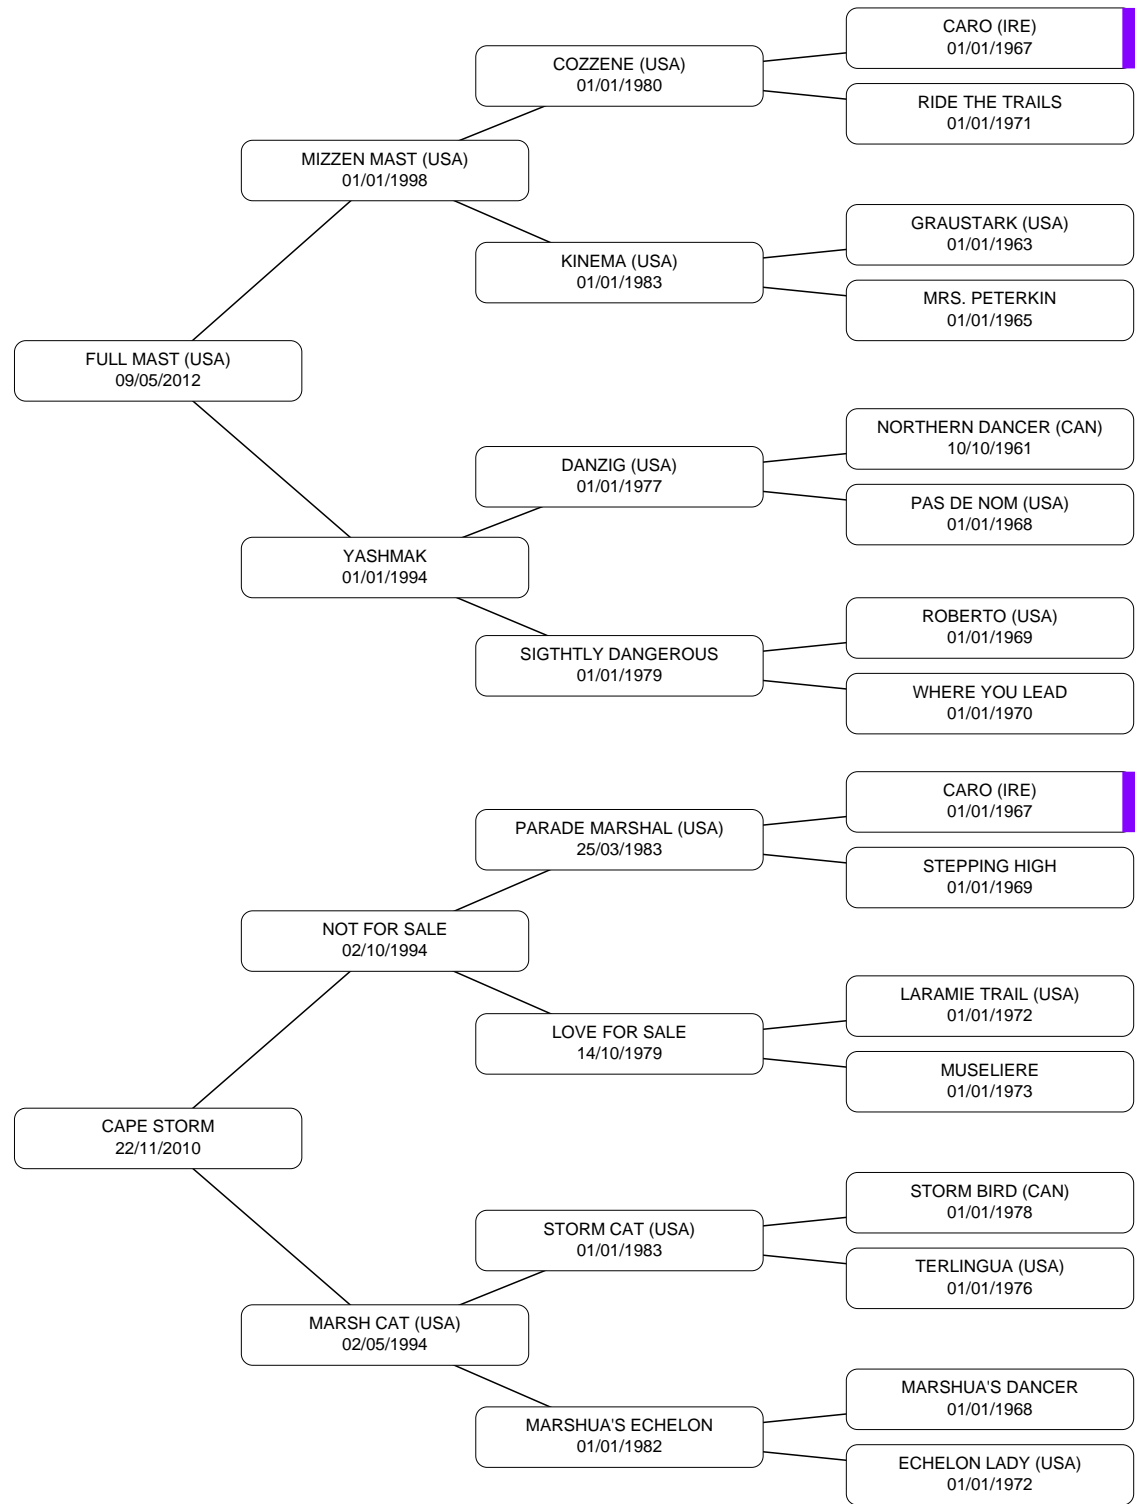 CARO (IRE)
01/01/1967
COZZENE (USA)
01/01/1980
RIDE THE TRAILS
01/01/1971
MIZZEN MAST (USA)
01/01/1998
GRAUSTARK (USA)
01/01/1963
KINEMA (USA)
01/01/1983
MRS. PETERKIN
01/01/1965
FULL MAST (USA)
09/05/2012
NORTHERN DANCER (CAN)
10/10/1961
DANZIG (USA)
01/01/1977
PAS DE NOM (USA)
01/01/1968
YASHMAK
01/01/1994
ROBERTO (USA)
01/01/1969
SIGTHTLY DANGEROUS
01/01/1979
WHERE YOU LEAD
01/01/1970
CARO (IRE)
01/01/1967
PARADE MARSHAL (USA)
25/03/1983
STEPPING HIGH
01/01/1969
NOT FOR SALE
02/10/1994
LARAMIE TRAIL (USA)
01/01/1972
LOVE FOR SALE
14/10/1979
MUSELIERE
01/01/1973
CAPE STORM
22/11/2010
STORM BIRD (CAN)
01/01/1978
STORM CAT (USA)
01/01/1983
TERLINGUA (USA)
01/01/1976
MARSH CAT (USA)
02/05/1994
MARSHUA'S DANCER
01/01/1968
MARSHUA'S ECHELON
01/01/1982
ECHELON LADY (USA)
01/01/1972